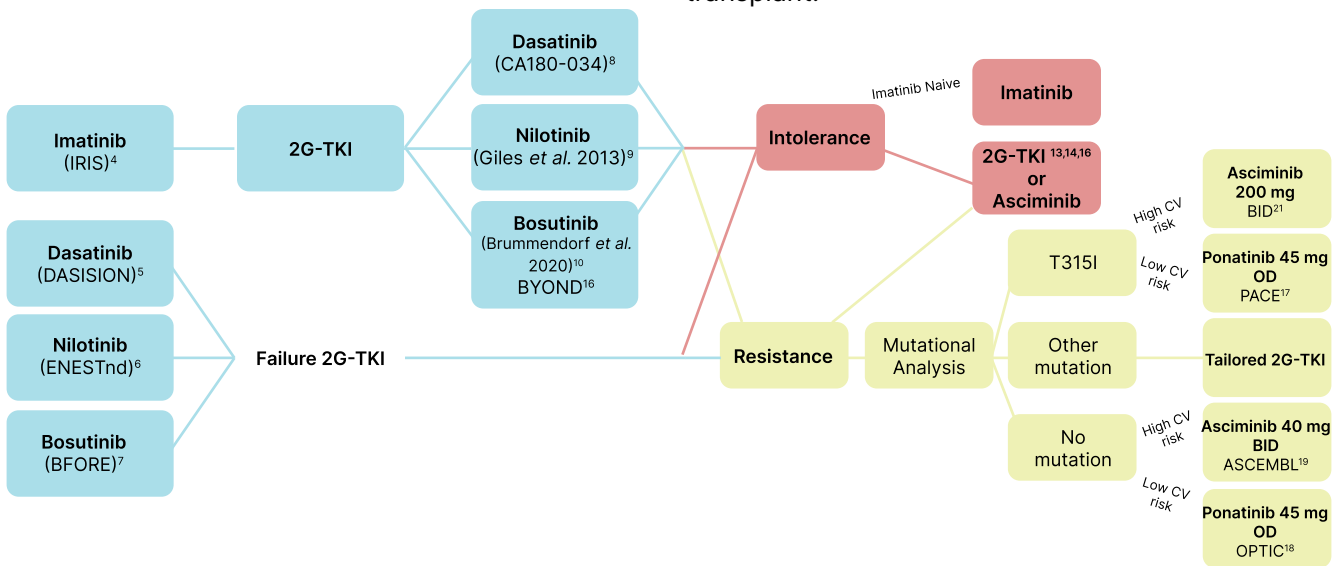 transplant.
Dasatinib
(CA180-034)⁸
Imatinib
(IRIS)⁴
2G-TKI
Nilotinib
(Giles et al. 2013)⁹
Bosutinib
(Brummendorf et al.
2020)¹⁰
BYOND¹⁶
Dasatinib
(DASISION)⁵
Nilotinib
(ENESTnd)⁶
Bosutinib
(BFORE)⁷
Failure 2G-TKI
Intolerance
Imatinib Naive
Imatinib
2G-TKI ¹³,¹⁴,¹⁶
or
Asciminib
Resistance
Mutational
Analysis
T315I
High CV
risk
Low CV
risk
Asciminib
200 mg
BID²¹
Ponatinib 45 mg
OD
PACE¹⁷
Other
mutation
Tailored 2G-TKI
No
mutation
High CV
risk
Low CV
risk
Asciminib 40 mg
BID
ASCEMBL¹⁹
Ponatinib 45 mg
OD
OPTIC¹⁸